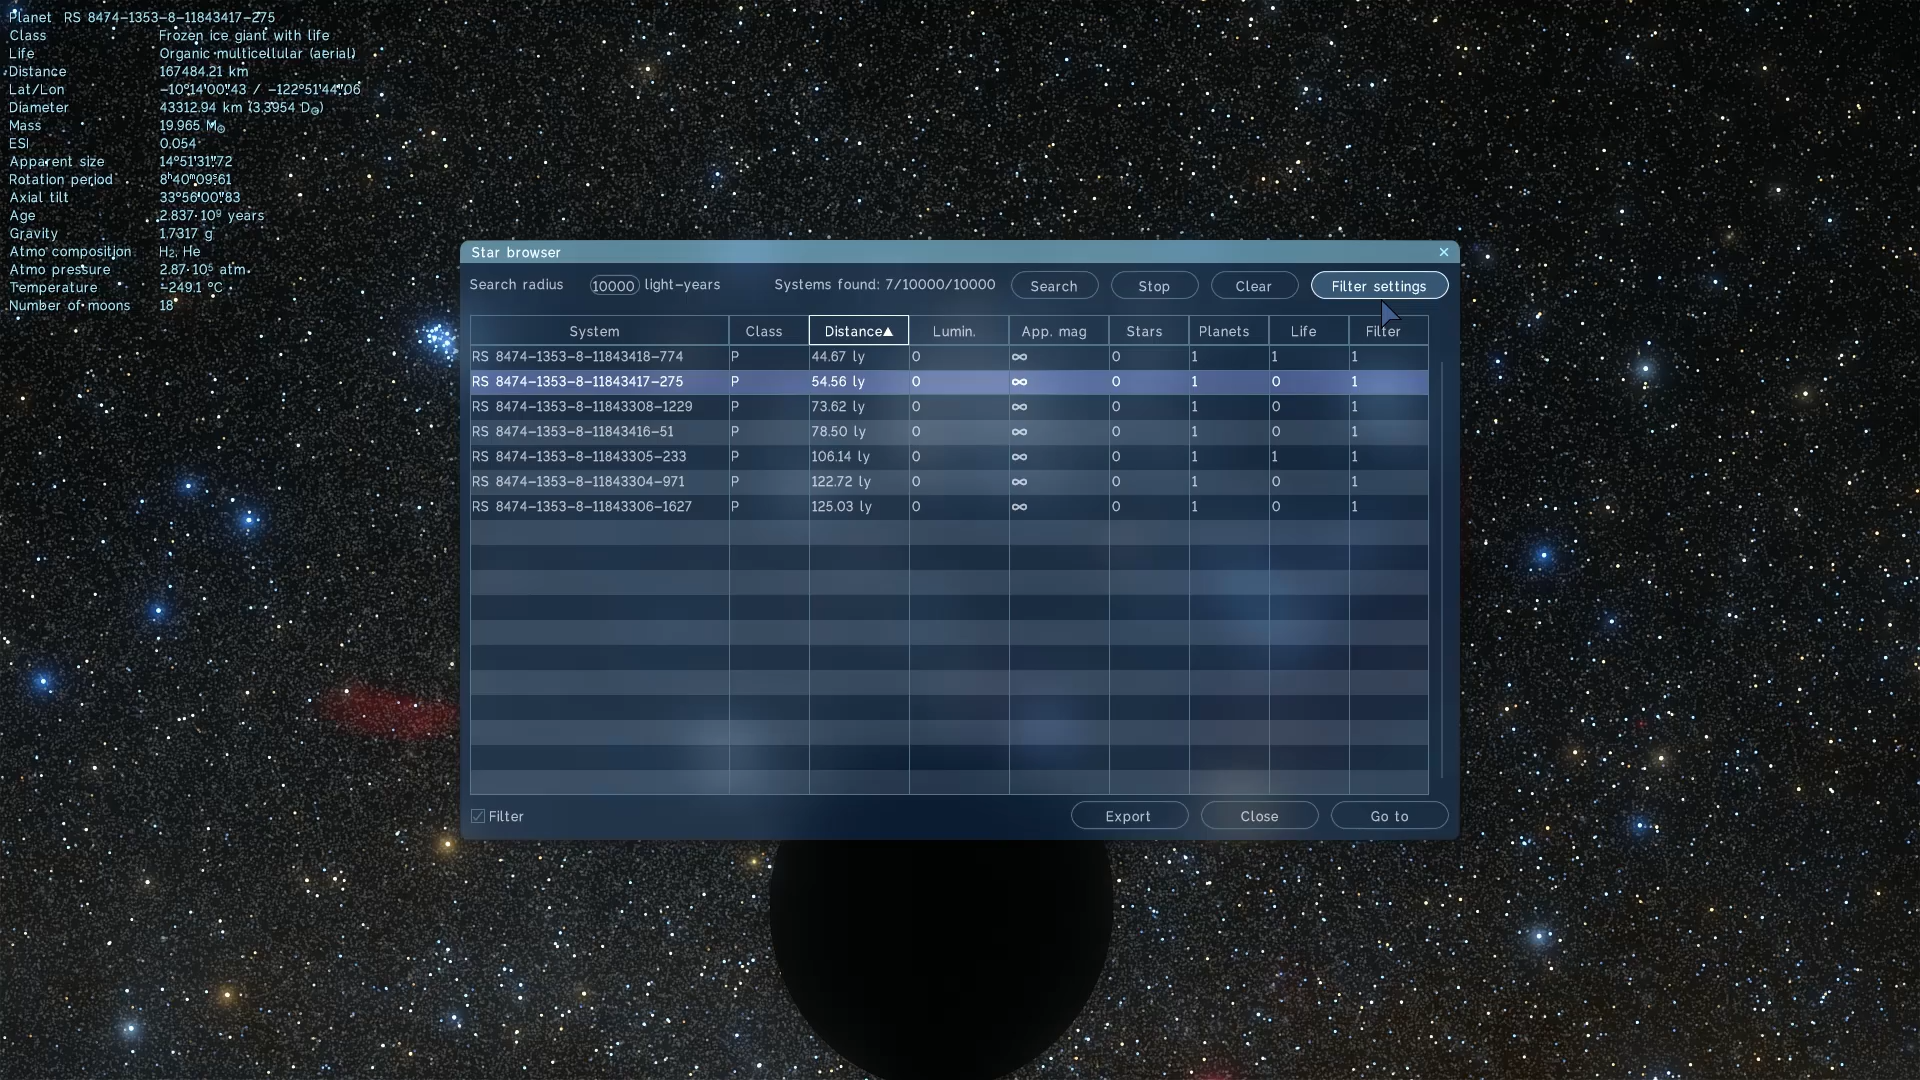 Planet RS 8474-1353-8-11843417-275
Class Frozen ice giant with life
Life Organic multicellular (aerial)
Distance 167484.21 km
Lat/Lon -10°14'00"43 / -122°51'44"06
Diameter 43312.94 km (3.3954 D⊕)
Mass 19.965 M⊕
ESI 0.054
Apparent size 14°51'31"72
Rotation period 8ʰ40ᵐ09ˢ61
Axial tilt 33°56'00"83
Age 2.837·10⁹ years
Gravity 1.7317 g
Atmo composition H₂, He
Atmo pressure 2.87·10⁵ atm
Temperature -249.1 °C
Number of moons 18
Star browser ×
Search radius 10000 light-years Systems found: 7/10000/10000 Search Stop Clear Filter settings
System Class Distance▲ Lumin. App. mag Stars Planets Life Filter
RS 8474-1353-8-11843418-774 P 44.67 ly 0 ∞ 0 1 1 1
RS 8474-1353-8-11843417-275 P 54.56 ly 0 ∞ 0 1 0 1
RS 8474-1353-8-11843308-1229 P 73.62 ly 0 ∞ 0 1 0 1
RS 8474-1353-8-11843416-51 P 78.50 ly 0 ∞ 0 1 0 1
RS 8474-1353-8-11843305-233 P 106.14 ly 0 ∞ 0 1 1 1
RS 8474-1353-8-11843304-971 P 122.72 ly 0 ∞ 0 1 0 1
RS 8474-1353-8-11843306-1627 P 125.03 ly 0 ∞ 0 1 0 1
Filter Export Close Go to